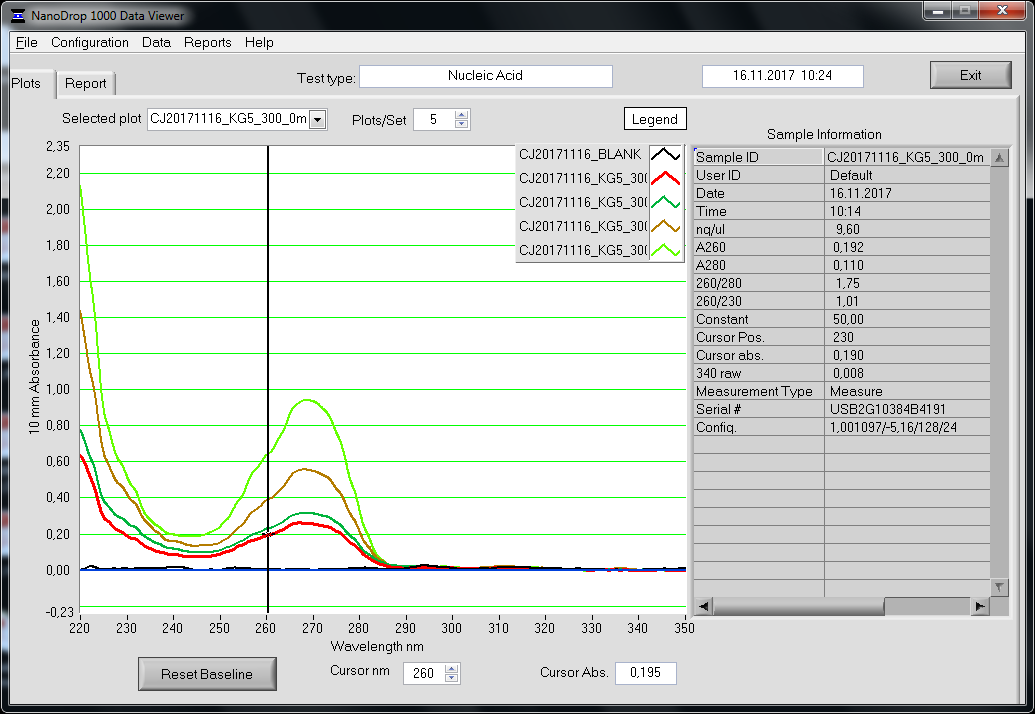 NanoDrop 1000 Data Viewer
File Configuration Data Reports Help
Plots Report
Test type: Nucleic Acid
16.11.2017 10:24
Exit
Selected plot CJ20171116_KG5_300_0m
Plots/Set 5
Legend
CJ20171116_BLANK
CJ20171116_KG5_300
CJ20171116_KG5_300
CJ20171116_KG5_300
CJ20171116_KG5_300
2,35
2,20
2,00
1,80
1,60
1,40
1,20
1,00
0,80
0,60
0,40
0,20
0,00
-0,23
10 mm Absorbance
220 230 240 250 260 270 280 290 300 310 320 330 340 350
Wavelength nm
Reset Baseline
Cursor nm 260
Cursor Abs. 0,195
Sample Information
Sample ID CJ20171116_KG5_300_0m
User ID Default
Date 16.11.2017
Time 10:14
ng/ul 9,60
A260 0,192
A280 0,110
260/280 1,75
260/230 1,01
Constant 50,00
Cursor Pos. 230
Cursor abs. 0,190
340 raw 0,008
Measurement Type Measure
Serial # USB2G10384B4191
Config. 1,001097/-5,16/128/24